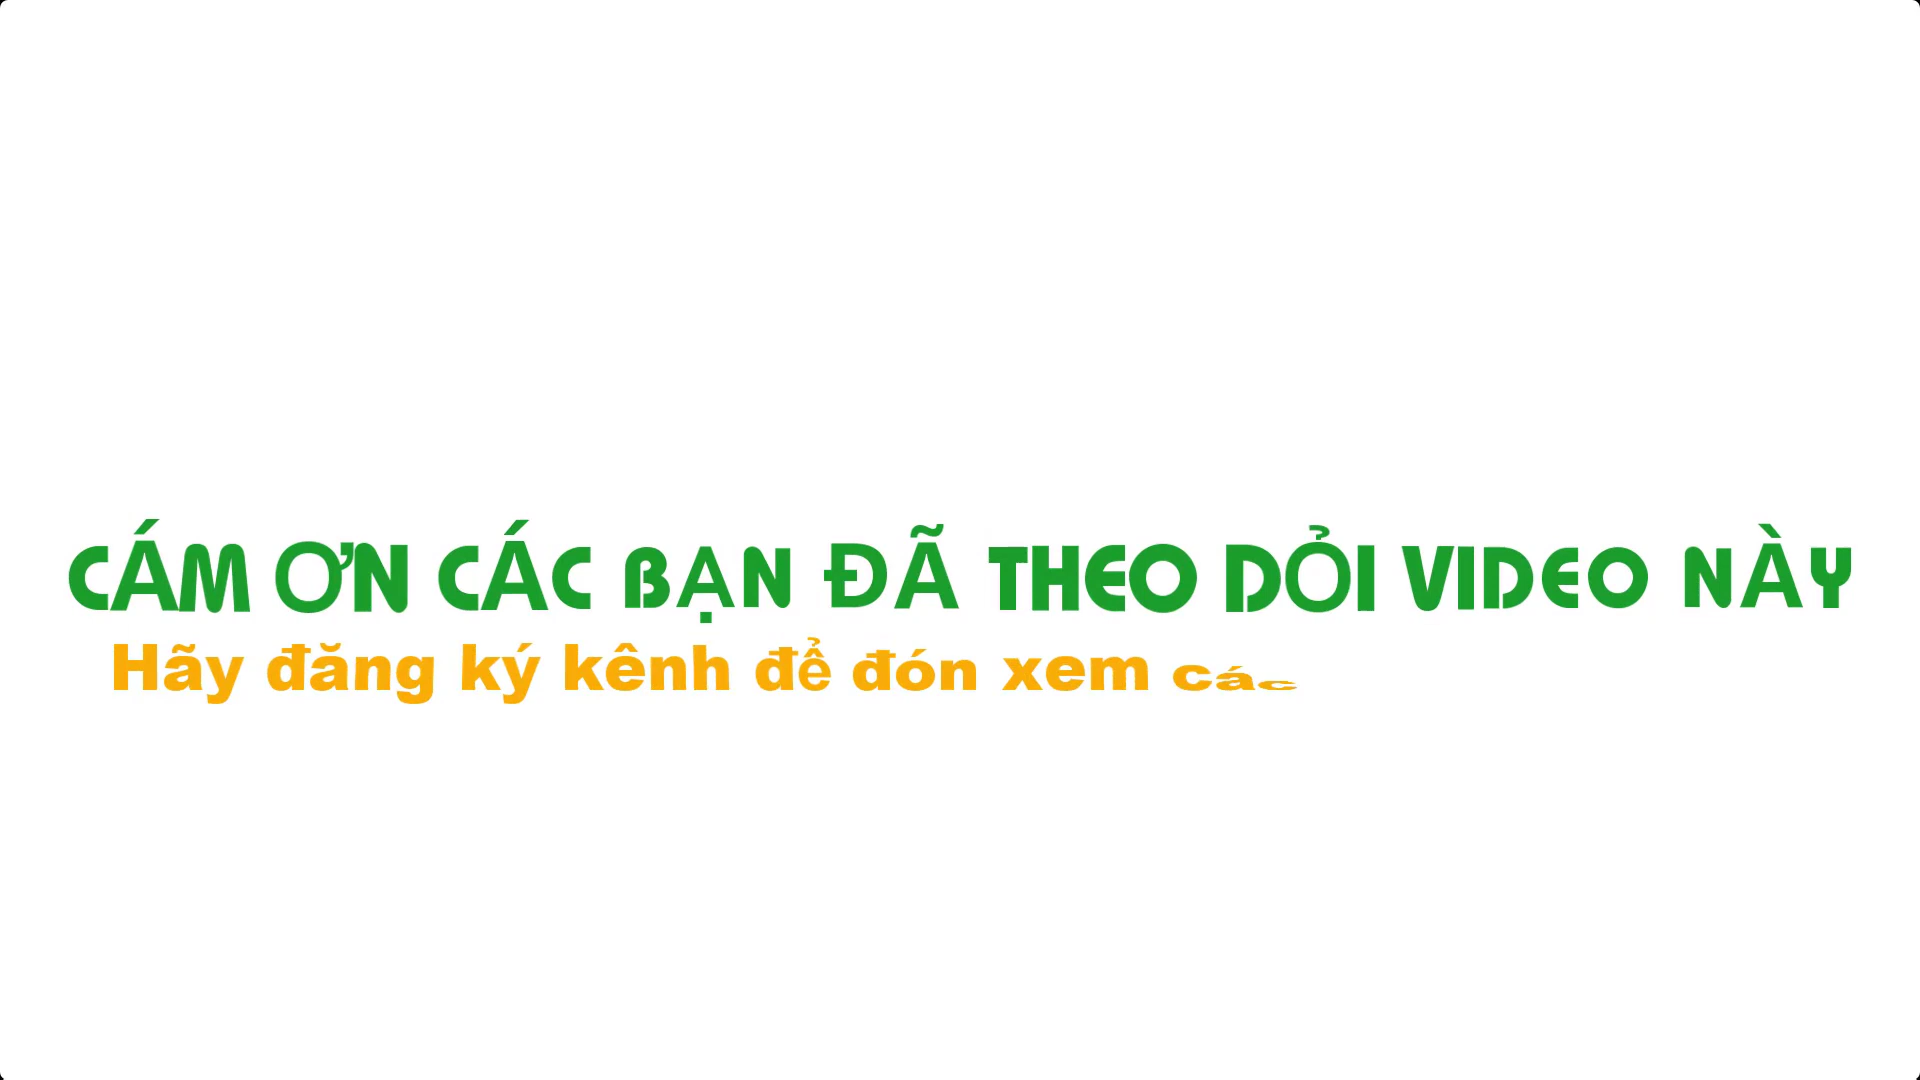 CÁM ƠN CÁC BẠN ĐÃ THEO DỎI VIDEO NÀY
Hãy đăng ký kênh để đón xem các